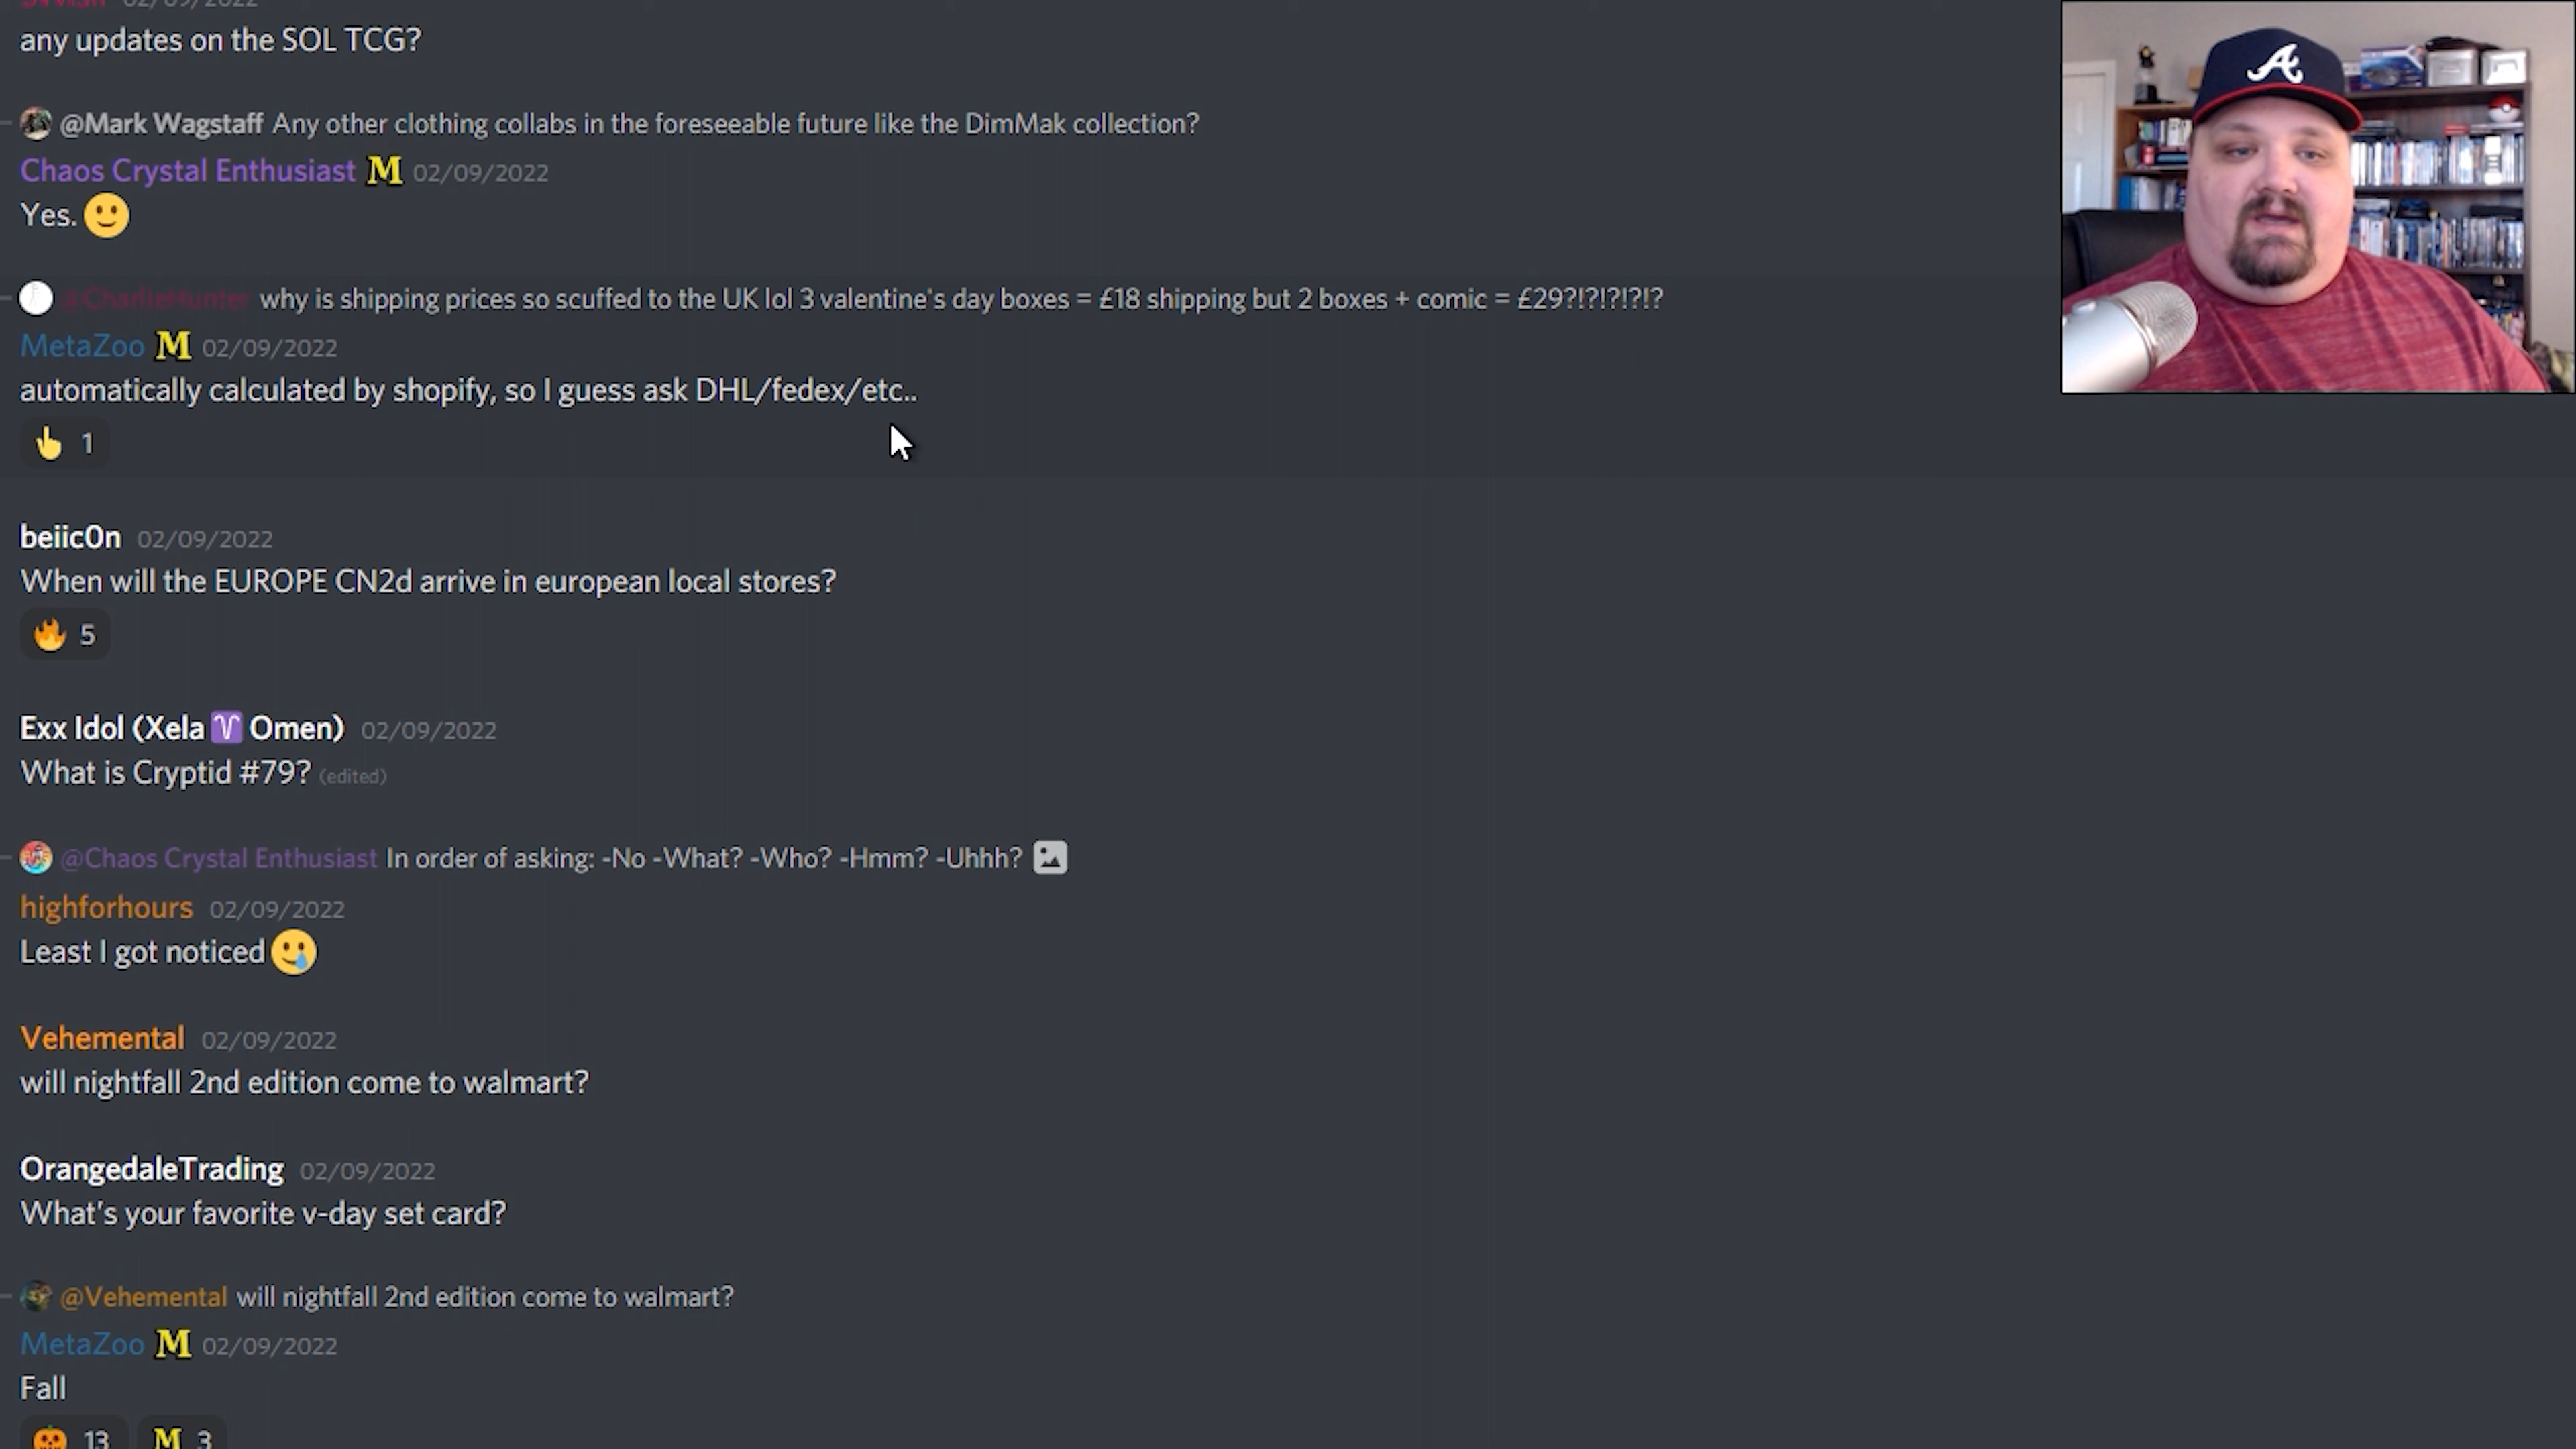 any updates on the SOL TCG?
@Mark Wagstaff Any other clothing collabs in the foreseeable future like the DimMak collection?
Chaos Crystal Enthusiast M 02/09/2022
Yes.
@CharlieHunter why is shipping prices so scuffed to the UK lol 3 valentine's day boxes = £18 shipping but 2 boxes + comic = £29?!?!?!?!?
MetaZoo M 02/09/2022
automatically calculated by shopify, so I guess ask DHL/fedex/etc..
1
beiic0n 02/09/2022
When will the EUROPE CN2d arrive in european local stores?
5
Exx Idol (Xela ♈ Omen) 02/09/2022
What is Cryptid #79? (edited)
@Chaos Crystal Enthusiast In order of asking: -No -What? -Who? -Hmm? -Uhhh?
highforhours 02/09/2022
Least I got noticed
Vehemental 02/09/2022
will nightfall 2nd edition come to walmart?
OrangedaleTrading 02/09/2022
What's your favorite v-day set card?
@Vehemental will nightfall 2nd edition come to walmart?
MetaZoo M 02/09/2022
Fall
13 M 3